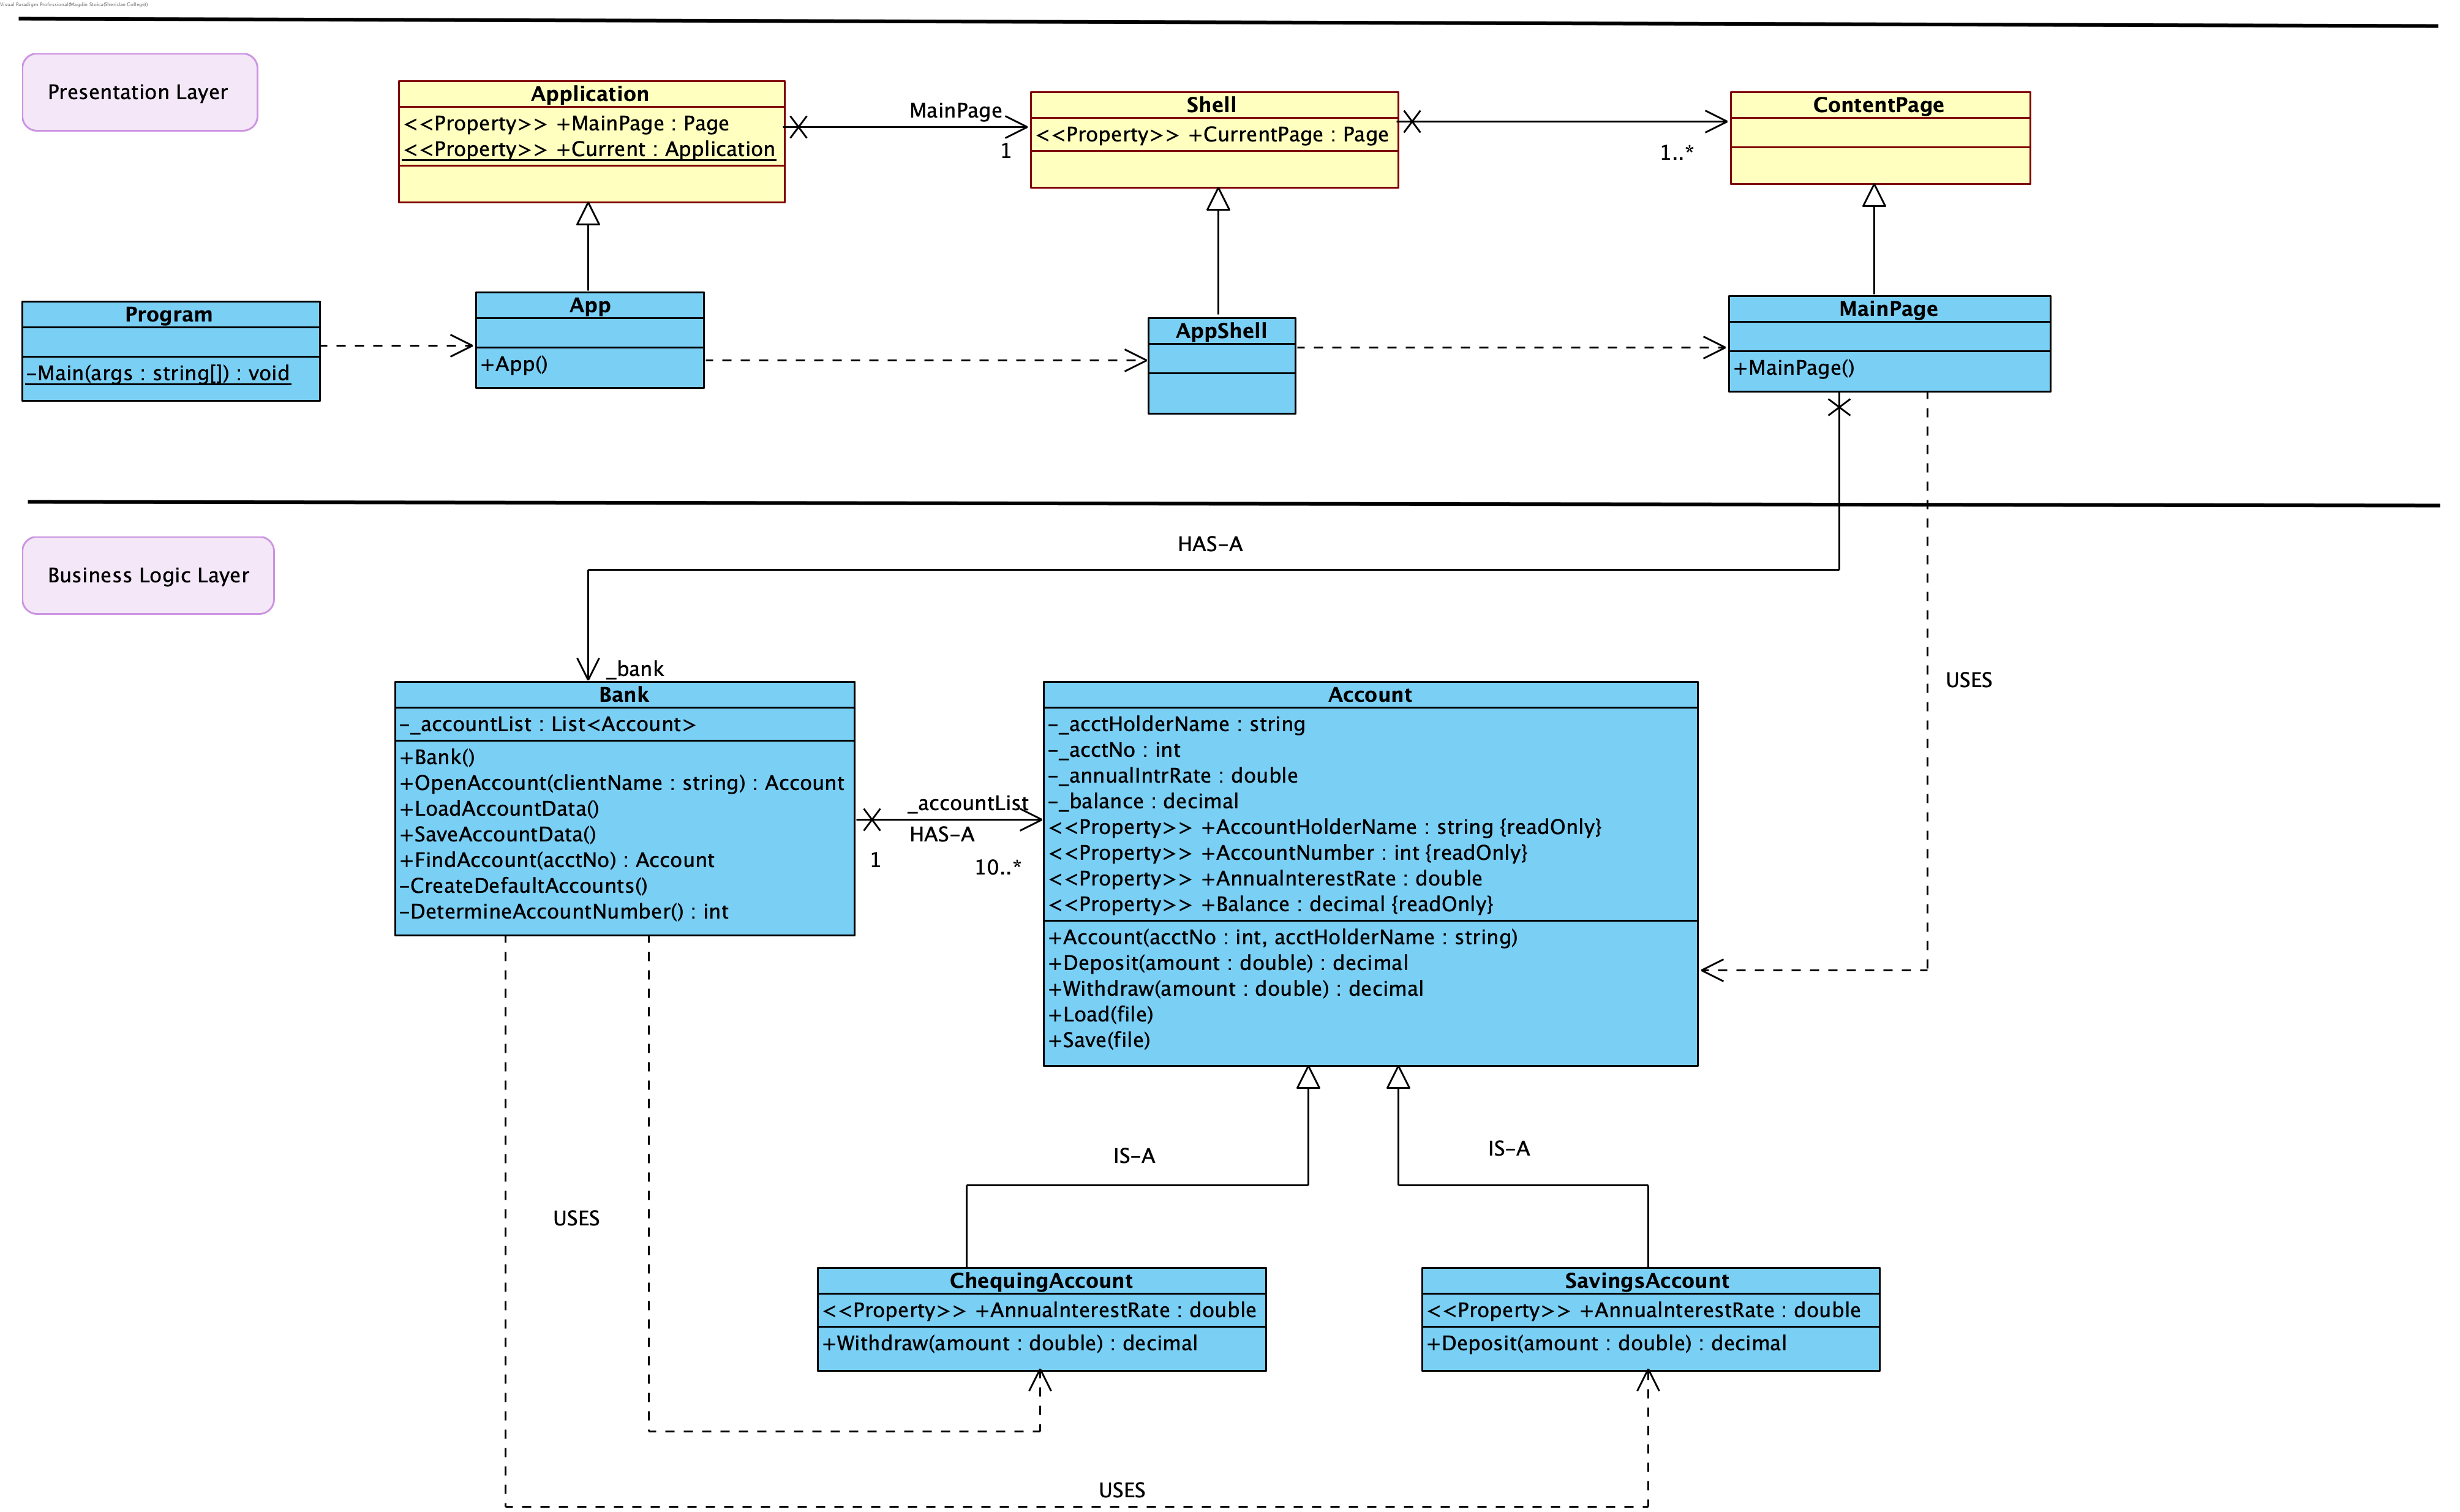 Visual Paradigm Professional(Magdin Stoica(Sheridan College))
Presentation Layer
Application
<<Property>> +MainPage : Page
<<Property>> +Current : Application
MainPage
1
Shell
<<Property>> +CurrentPage : Page
1..*
ContentPage
Program
-Main(args : string[]) : void
App
+App()
AppShell
MainPage
+MainPage()
Business Logic Layer
HAS-A
_bank
USES
Bank
-_accountList : List<Account>
+Bank()
+OpenAccount(clientName : string) : Account
+LoadAccountData()
+SaveAccountData()
+FindAccount(acctNo) : Account
-CreateDefaultAccounts()
-DetermineAccountNumber() : int
_accountList
HAS-A
1
10..*
Account
-_acctHolderName : string
-_acctNo : int
-_annualIntrRate : double
-_balance : decimal
<<Property>> +AccountHolderName : string {readOnly}
<<Property>> +AccountNumber : int {readOnly}
<<Property>> +AnnualnterestRate : double
<<Property>> +Balance : decimal {readOnly}
+Account(acctNo : int, acctHolderName : string)
+Deposit(amount : double) : decimal
+Withdraw(amount : double) : decimal
+Load(file)
+Save(file)
IS-A
IS-A
USES
ChequingAccount
<<Property>> +AnnualnterestRate : double
+Withdraw(amount : double) : decimal
SavingsAccount
<<Property>> +AnnualnterestRate : double
+Deposit(amount : double) : decimal
USES